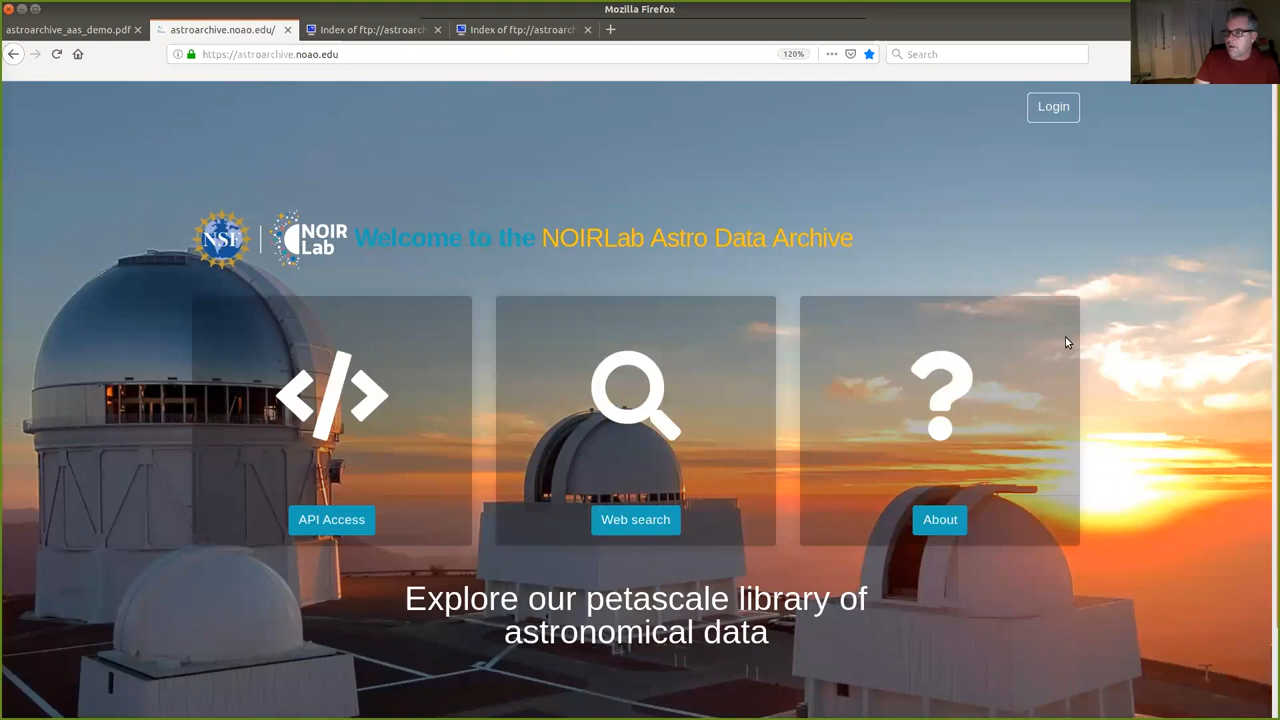 Mozilla Firefox
astroarchive_aas_demo.pdf
astroarchive.noao.edu/
Index of ftp://astroarch
Index of ftp://astroarch
https://astroarchive.noao.edu
120%
Search
Login
NSF
NOIR
Lab
Welcome to the NOIRLab Astro Data Archive
API Access
Web search
About
Explore our petascale library of
astronomical data